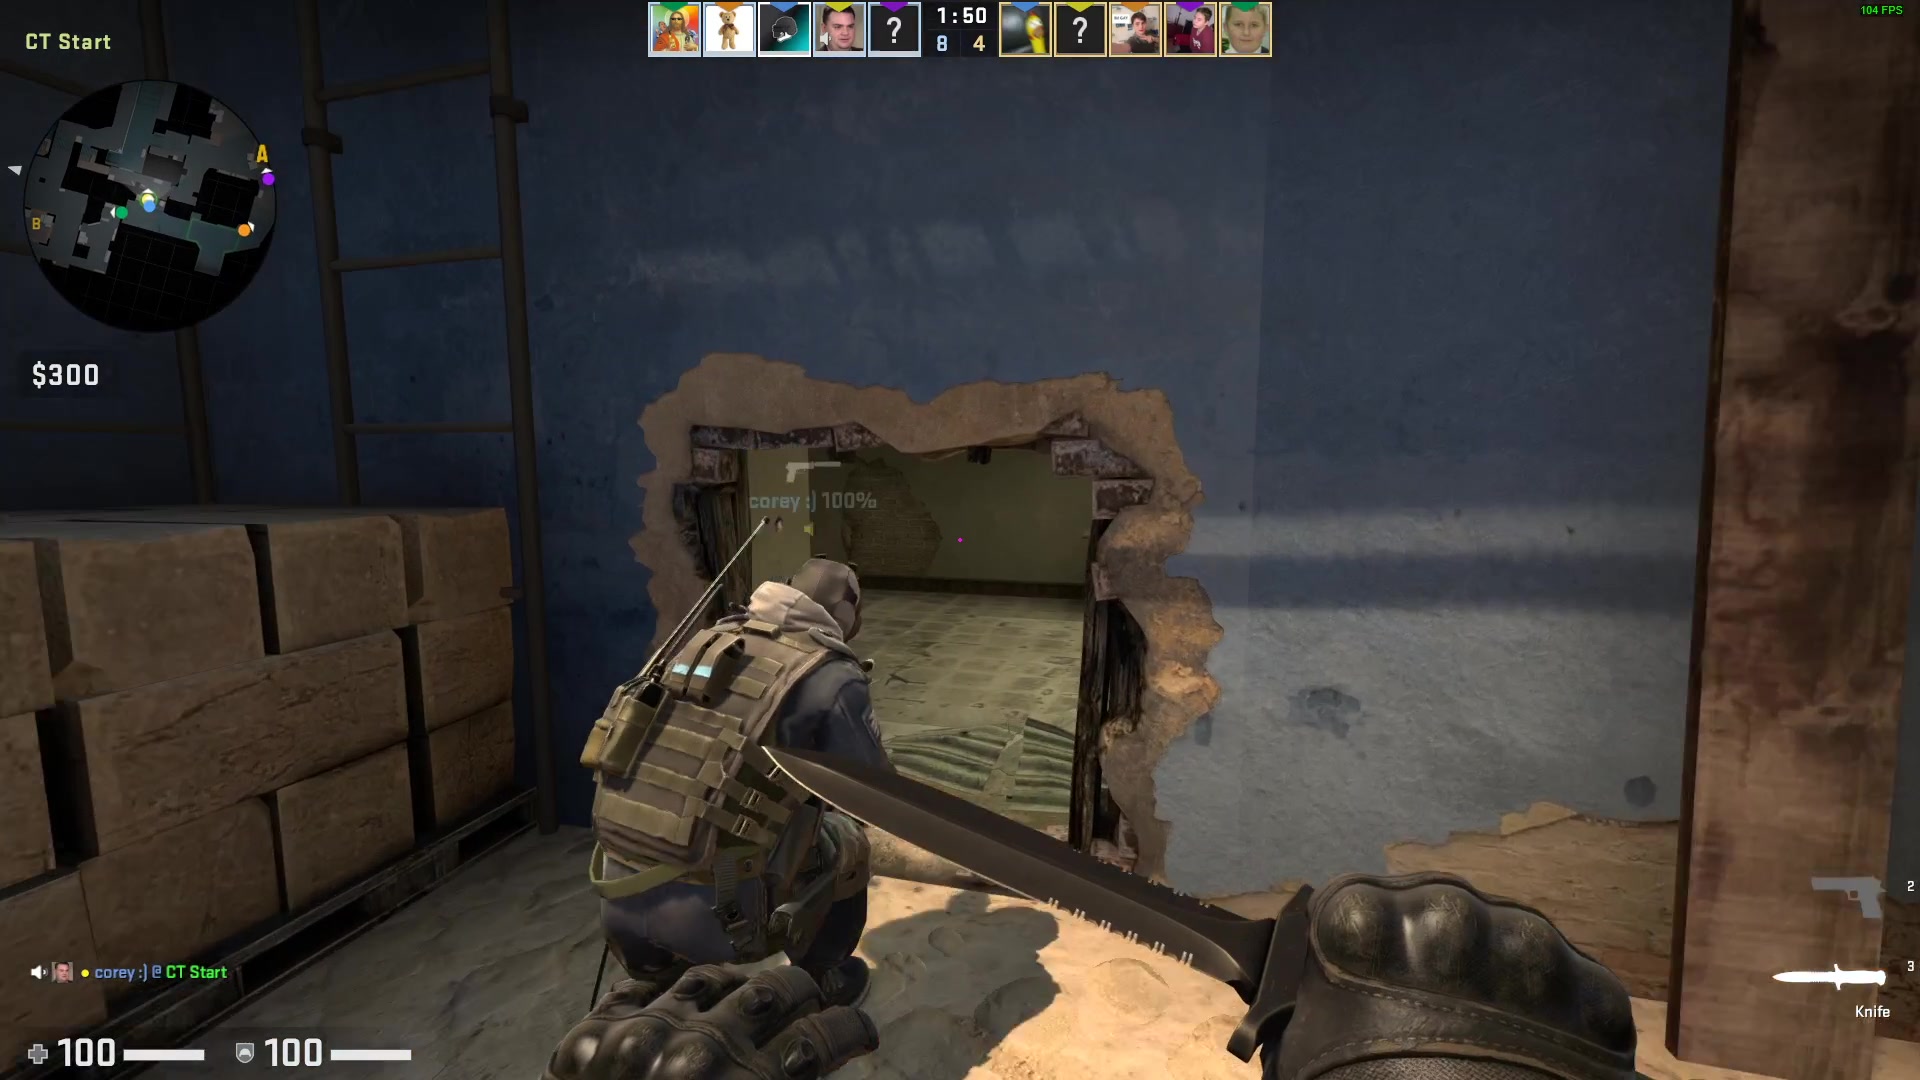 CT Start
1:50
8 4
? ?
104 FPS
A
B
$300
corey :) 100%
2
3
Knife
corey :) @ CT Start
100 100